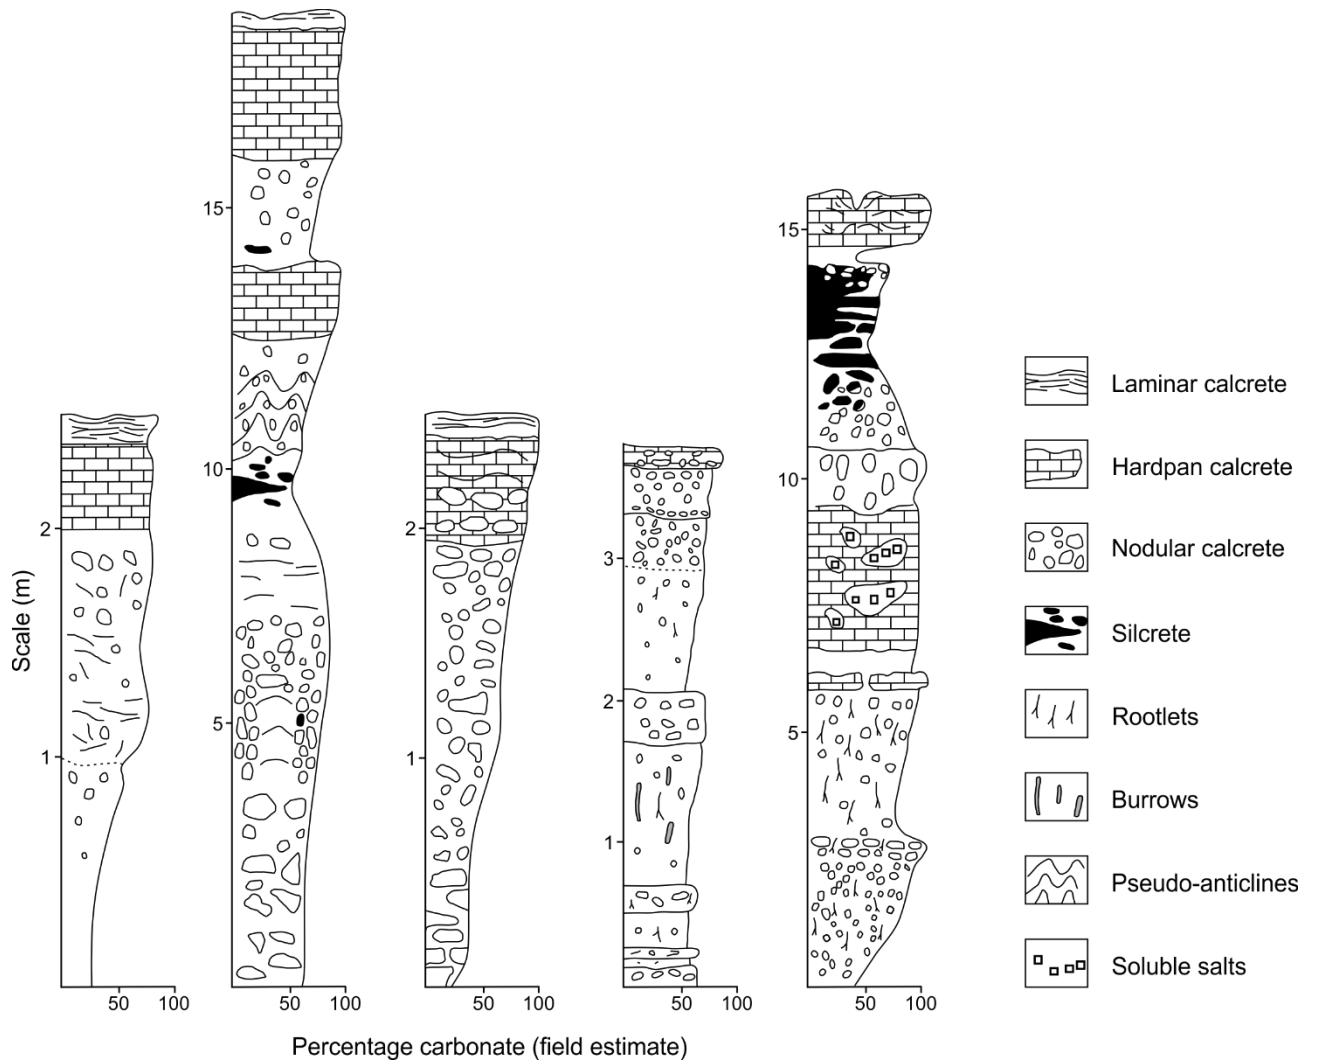 Scale (m)
2
1
50 100
15
10
5
50 100
2
1
50 100
3
2
1
50 100
15
10
5
50 100
Percentage carbonate (field estimate)
Laminar calcrete
Hardpan calcrete
Nodular calcrete
Silcrete
Rootlets
Burrows
Pseudo-anticlines
Soluble salts